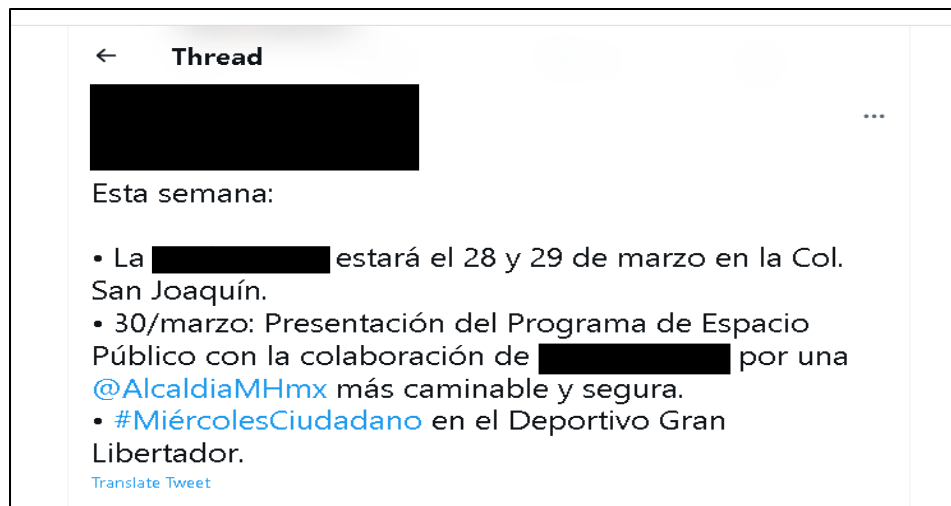 Thread
Esta semana:
• La estará el 28 y 29 de marzo en la Col.
San Joaquín.
• 30/marzo: Presentación del Programa de Espacio
Público con la colaboración de por una
@AlcaldiaMHmx más caminable y segura.
• #MiércolesCiudadano en el Deportivo Gran
Libertador.
Translate Tweet